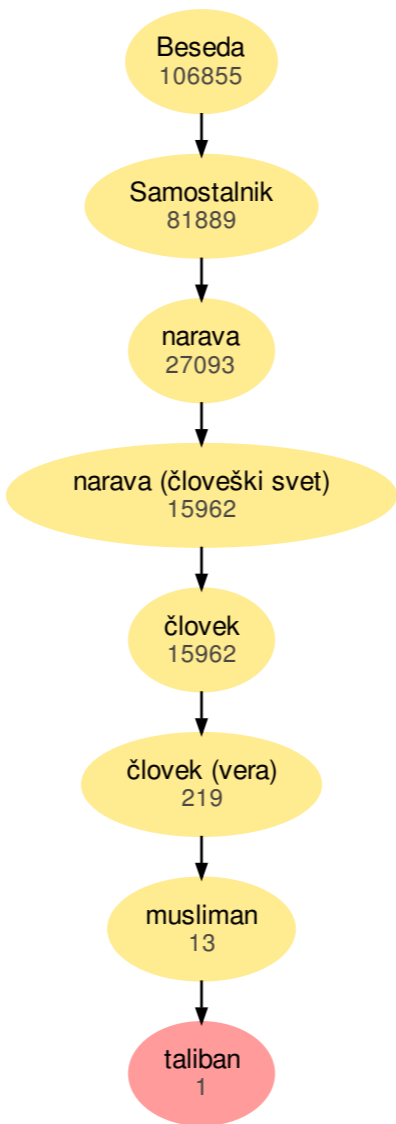 Beseda
106855
Samostalnik
81889
narava
27093
narava (človeški svet)
15962
človek
15962
človek (vera)
219
musliman
13
taliban
1